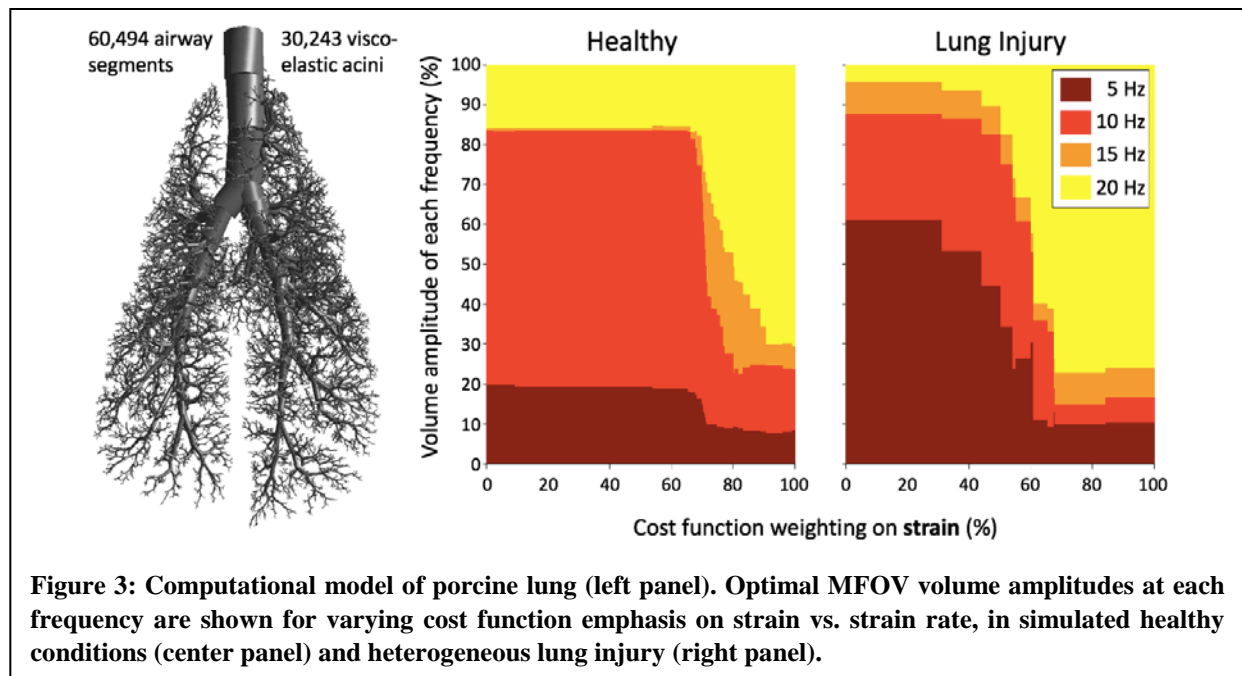 60,494 airway
segments
30,243 visco-
elastic acini
Healthy
Lung Injury
Volume amplitude of each frequency (%)
100
90
80
70
60
50
40
30
20
10
0
0 20 40 60 80 100
0 20 40 60 80 100
5 Hz
10 Hz
15 Hz
20 Hz
Cost function weighting on strain (%)
Figure 3: Computational model of porcine lung (left panel). Optimal MFOV volume amplitudes at each
frequency are shown for varying cost function emphasis on strain vs. strain rate, in simulated healthy
conditions (center panel) and heterogeneous lung injury (right panel).